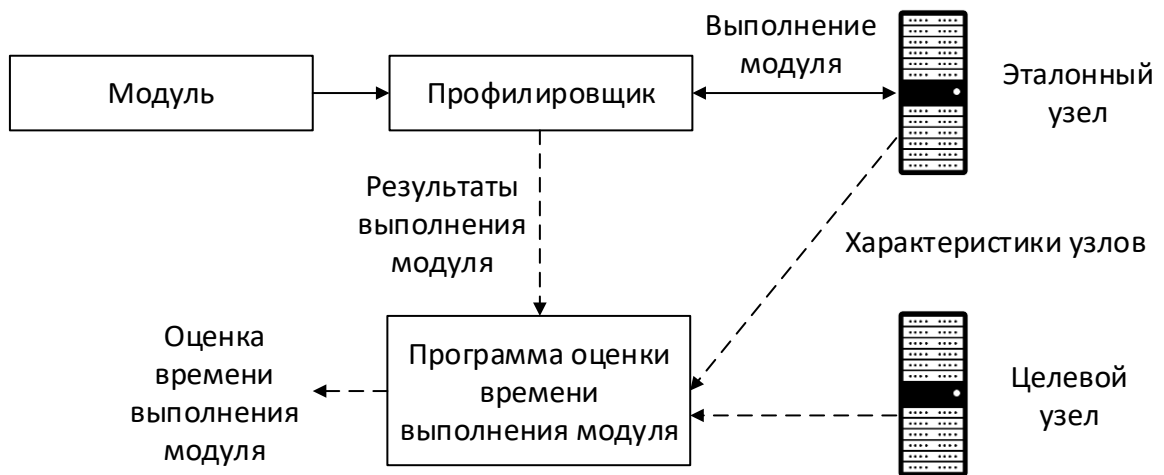 Модуль
Профилировщик
Выполнение
модуля
Эталонный
узел
Результаты
выполнения
модуля
Характеристики узлов
Оценка
времени
выполнения
модуля
Программа оценки
времени
выполнения модуля
Целевой
узел